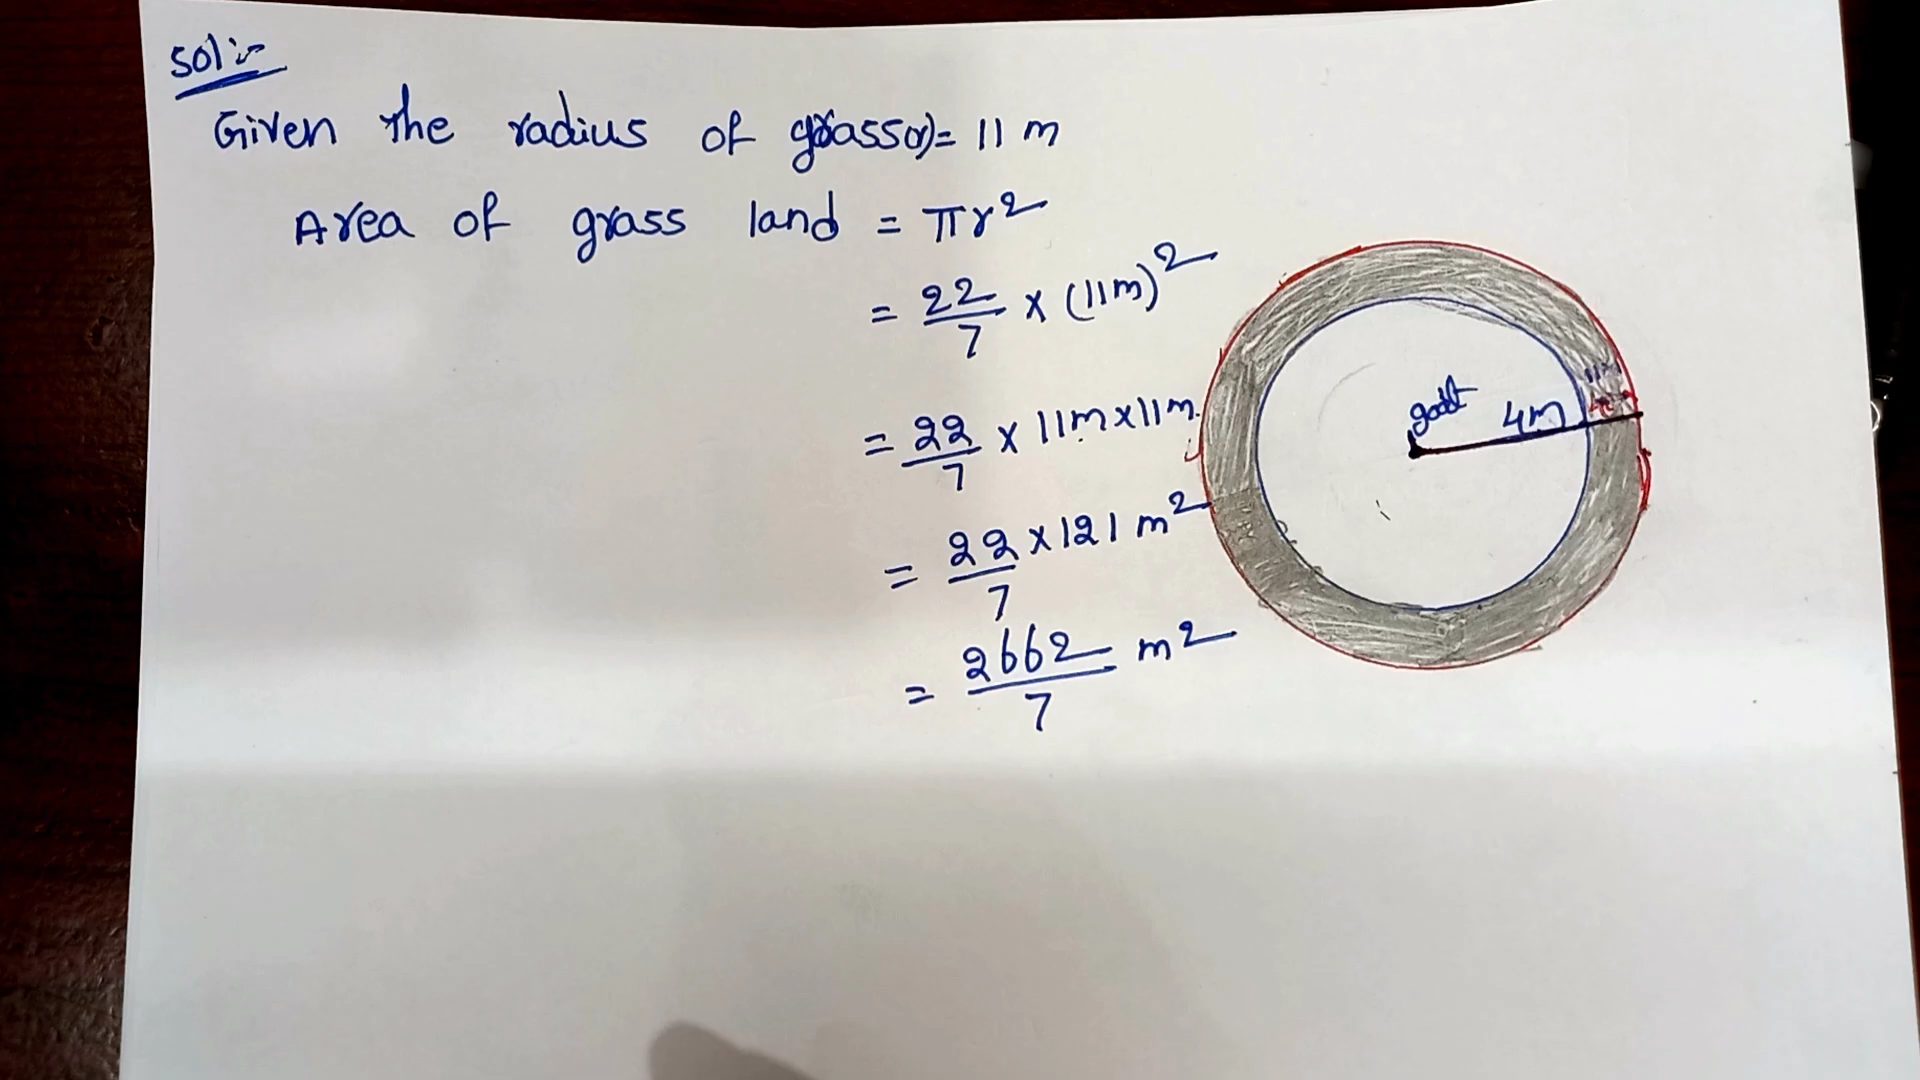 Sol:-
Given the radius of grass(r)= 11 m
Area of grass land = πr²
= 22/7 × (11m)²
= 22/7 × 11m×11m
= 22/7 ×121 m²
= 2662/7 m²
4m